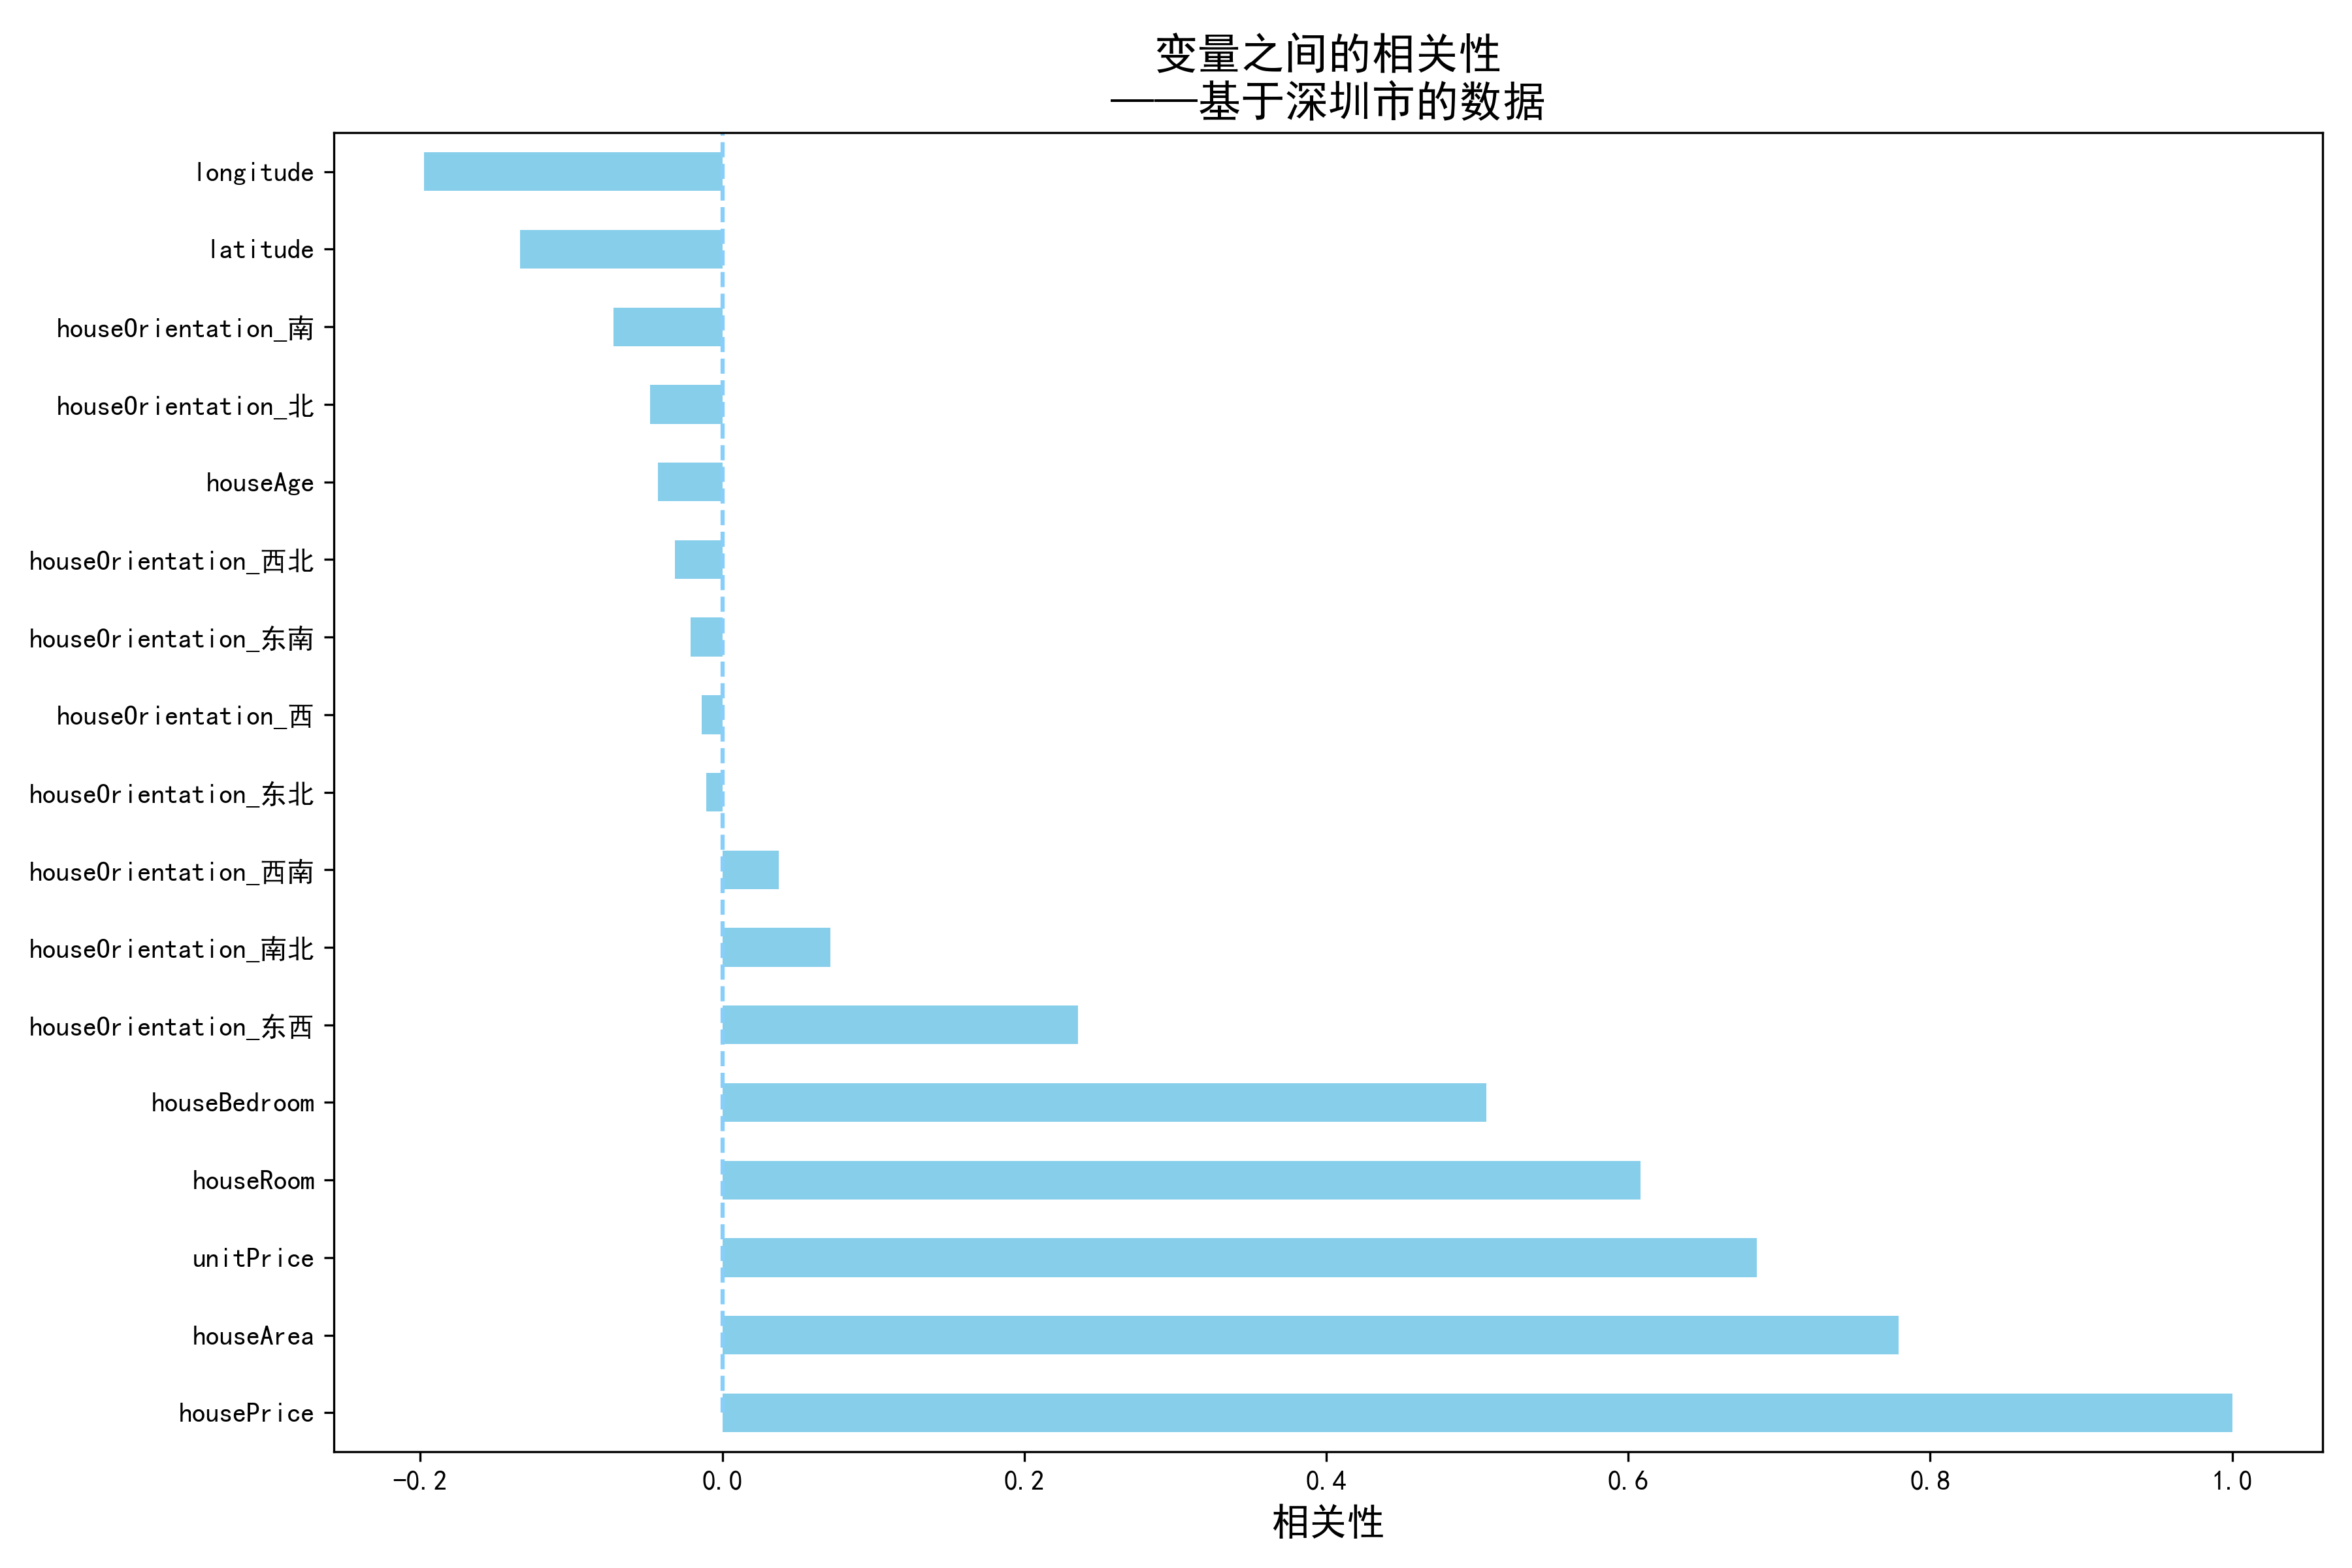 变量之间的相关性
——基于深圳市的数据
longitude
latitude
houseOrientation_南
houseOrientation_北
houseAge
houseOrientation_西北
houseOrientation_东南
houseOrientation_西
houseOrientation_东北
houseOrientation_西南
houseOrientation_南北
houseOrientation_东西
houseBedroom
houseRoom
unitPrice
houseArea
housePrice
-0.2 0.0 0.2 0.4 0.6 0.8 1.0
相关性